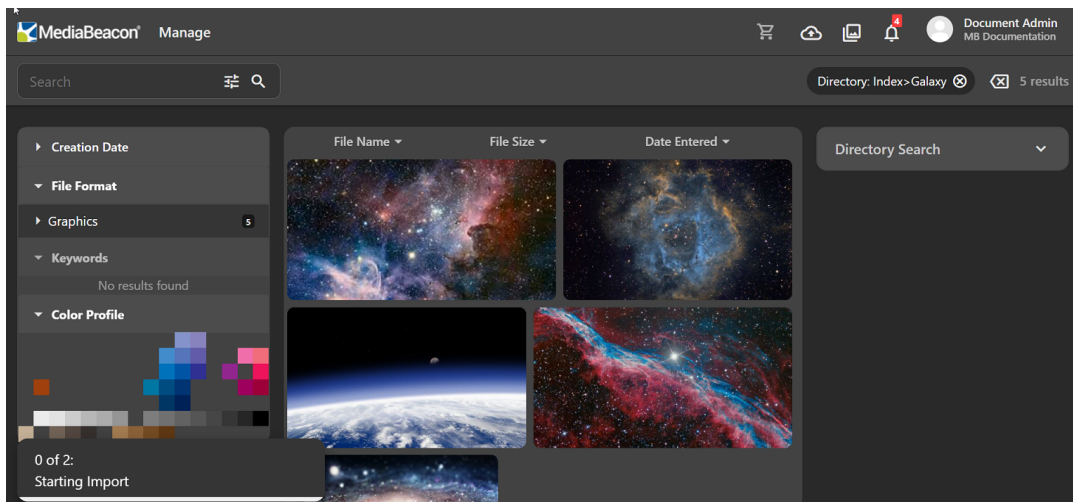 MediaBeacon®
Manage
4
Document Admin
MB Documentation
Search
Directory: Index>Galaxy
5 results
Creation Date
File Format
Graphics
5
Keywords
No results found
Color Profile
0 of 2:
Starting Import
File Name
File Size
Date Entered
Directory Search